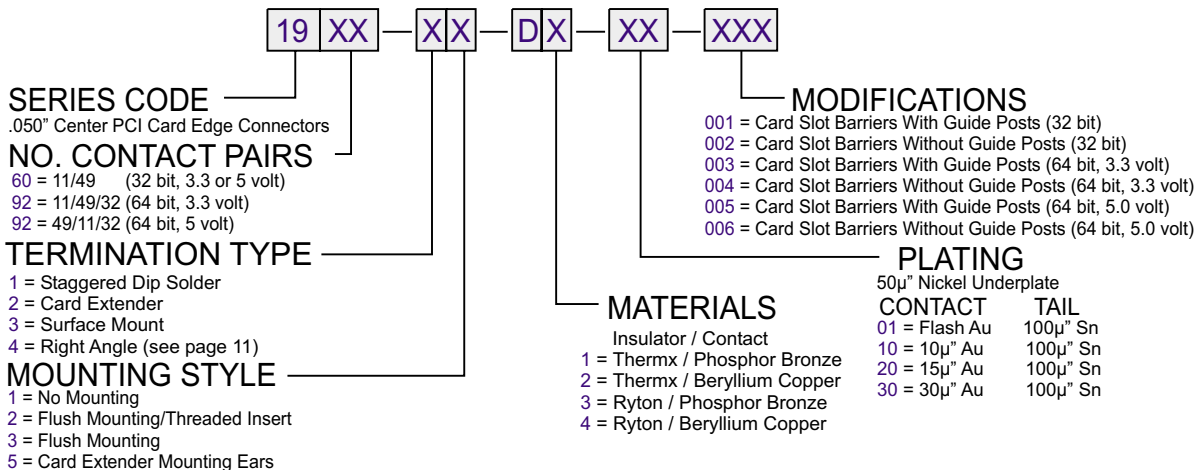 19 XX — X X — D X — XX — XXX
SERIES CODE
.050” Center PCI Card Edge Connectors
NO. CONTACT PAIRS
60 = 11/49 (32 bit, 3.3 or 5 volt)
92 = 11/49/32 (64 bit, 3.3 volt)
92 = 49/11/32 (64 bit, 5 volt)
TERMINATION TYPE
1 = Staggered Dip Solder
2 = Card Extender
3 = Surface Mount
4 = Right Angle (see page 11)
MOUNTING STYLE
1 = No Mounting
2 = Flush Mounting/Threaded Insert
3 = Flush Mounting
5 = Card Extender Mounting Ears
MATERIALS
Insulator / Contact
1 = Thermx / Phosphor Bronze
2 = Thermx / Beryllium Copper
3 = Ryton / Phosphor Bronze
4 = Ryton / Beryllium Copper
MODIFICATIONS
001 = Card Slot Barriers With Guide Posts (32 bit)
002 = Card Slot Barriers Without Guide Posts (32 bit)
003 = Card Slot Barriers With Guide Posts (64 bit, 3.3 volt)
004 = Card Slot Barriers Without Guide Posts (64 bit, 3.3 volt)
005 = Card Slot Barriers With Guide Posts (64 bit, 5.0 volt)
006 = Card Slot Barriers Without Guide Posts (64 bit, 5.0 volt)
PLATING
50µ” Nickel Underplate
CONTACT TAIL
01 = Flash Au 100µ” Sn
10 = 10µ” Au 100µ” Sn
20 = 15µ” Au 100µ” Sn
30 = 30µ” Au 100µ” Sn